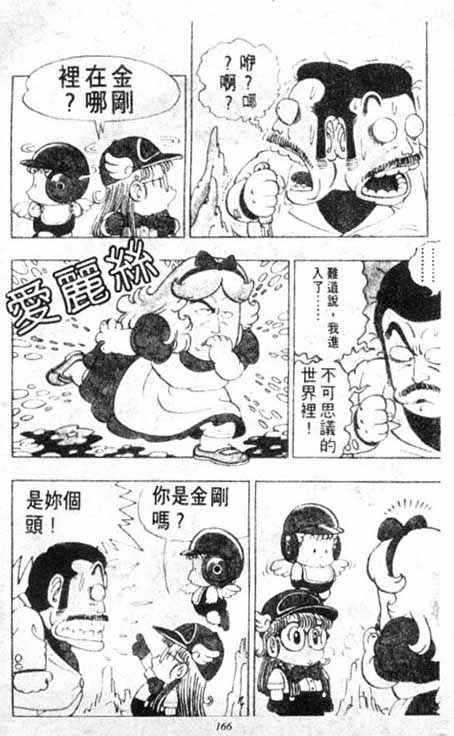 咿？
？啊？
金剛
在哪
裡？
…………
難道說，我進
入了……
不可思議的
世界裡！
愛麗絲
你是金剛
嗎？
是妳個
頭！
166